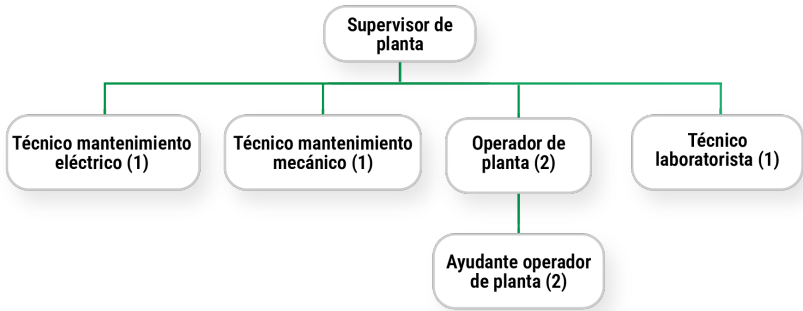 Supervisor de
planta
Técnico mantenimiento
eléctrico (1)
Técnico mantenimiento
mecánico (1)
Operador de
planta (2)
Técnico
laboratorista (1)
Ayudante operador
de planta (2)